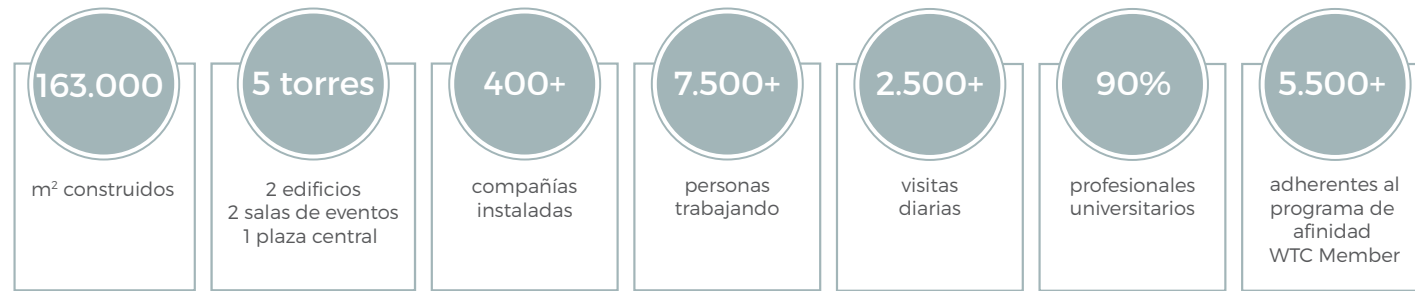 163.000
m² construidos
5 torres
2 edificios
2 salas de eventos
1 plaza central
400+
compañías
instaladas
7.500+
personas
trabajando
2.500+
visitas
diarias
90%
profesionales
universitarios
5.500+
adherentes al
programa de
afinidad
WTC Member